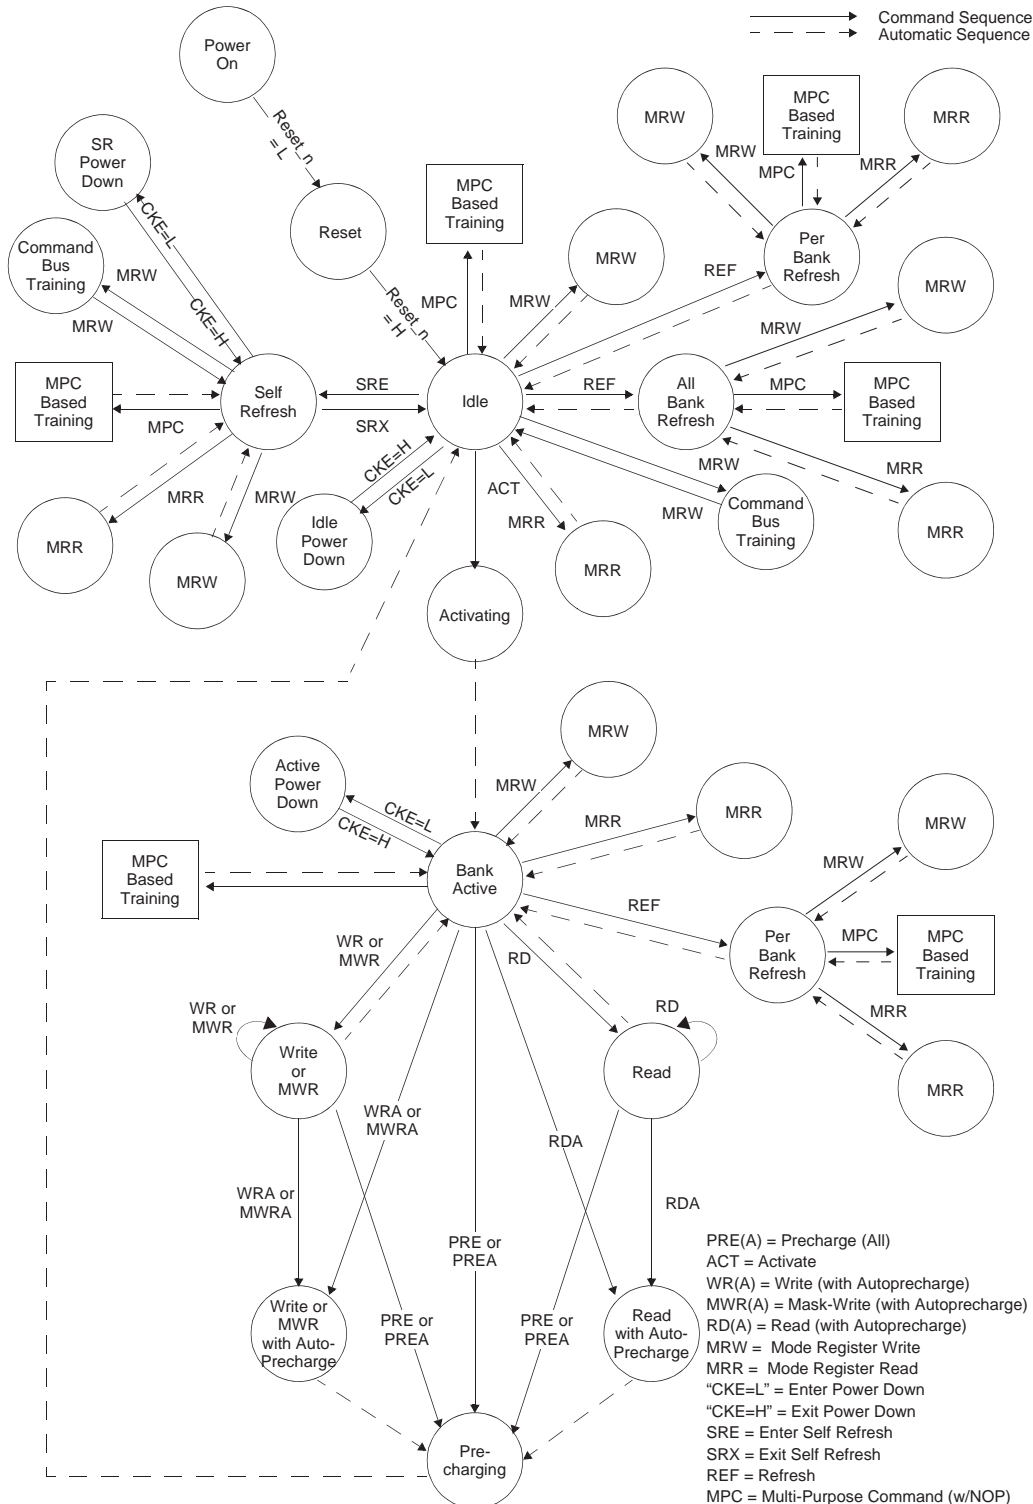 Command Sequence
Automatic Sequence
Power
On
Reset_n
= L
SR
Power
Down
CKE=L
CKE=H
Reset
Reset_n
= H
Command
Bus
Training
MRW
MRW
MPC
Based
Training
MPC
Self
Refresh
MRR
MRR
MRW
MRW
SRE
SRX
Idle
MPC
Based
Training
MPC
MRW
MRW
REF
Per
Bank
Refresh
MRW
MRW
MPC
Based
Training
MPC
MRR
MRR
REF
All
Bank
Refresh
MRW
MRW
MPC
MPC
Based
Training
MRR
MRR
MRW
MRW
Command
Bus
Training
CKE=H
CKE=L
Idle
Power
Down
ACT
MRR
MRR
Activating
Active
Power
Down
CKE=L
CKE=H
MRW
MRW
MRR
MRR
MPC
Based
Training
Bank
Active
REF
Per
Bank
Refresh
MRW
MRW
MPC
MPC
Based
Training
MRR
MRR
WR or
MWR
RD
WR or
MWR
Write
or
MWR
RD
Read
WRA or
MWRA
RDA
WRA or
MWRA
RDA
PRE or
PREA
PRE or
PREA
PRE or
PREA
Write or
MWR
with Auto-
Precharge
Read
with Auto-
Precharge
Pre-
charging
PRE(A) = Precharge (All)
ACT = Activate
WR(A) = Write (with Autoprecharge)
MWR(A) = Mask-Write (with Autoprecharge)
RD(A) = Read (with Autoprecharge)
MRW = Mode Register Write
MRR = Mode Register Read
“CKE=L” = Enter Power Down
“CKE=H” = Exit Power Down
SRE = Enter Self Refresh
SRX = Exit Self Refresh
REF = Refresh
MPC = Multi-Purpose Command (w/NOP)